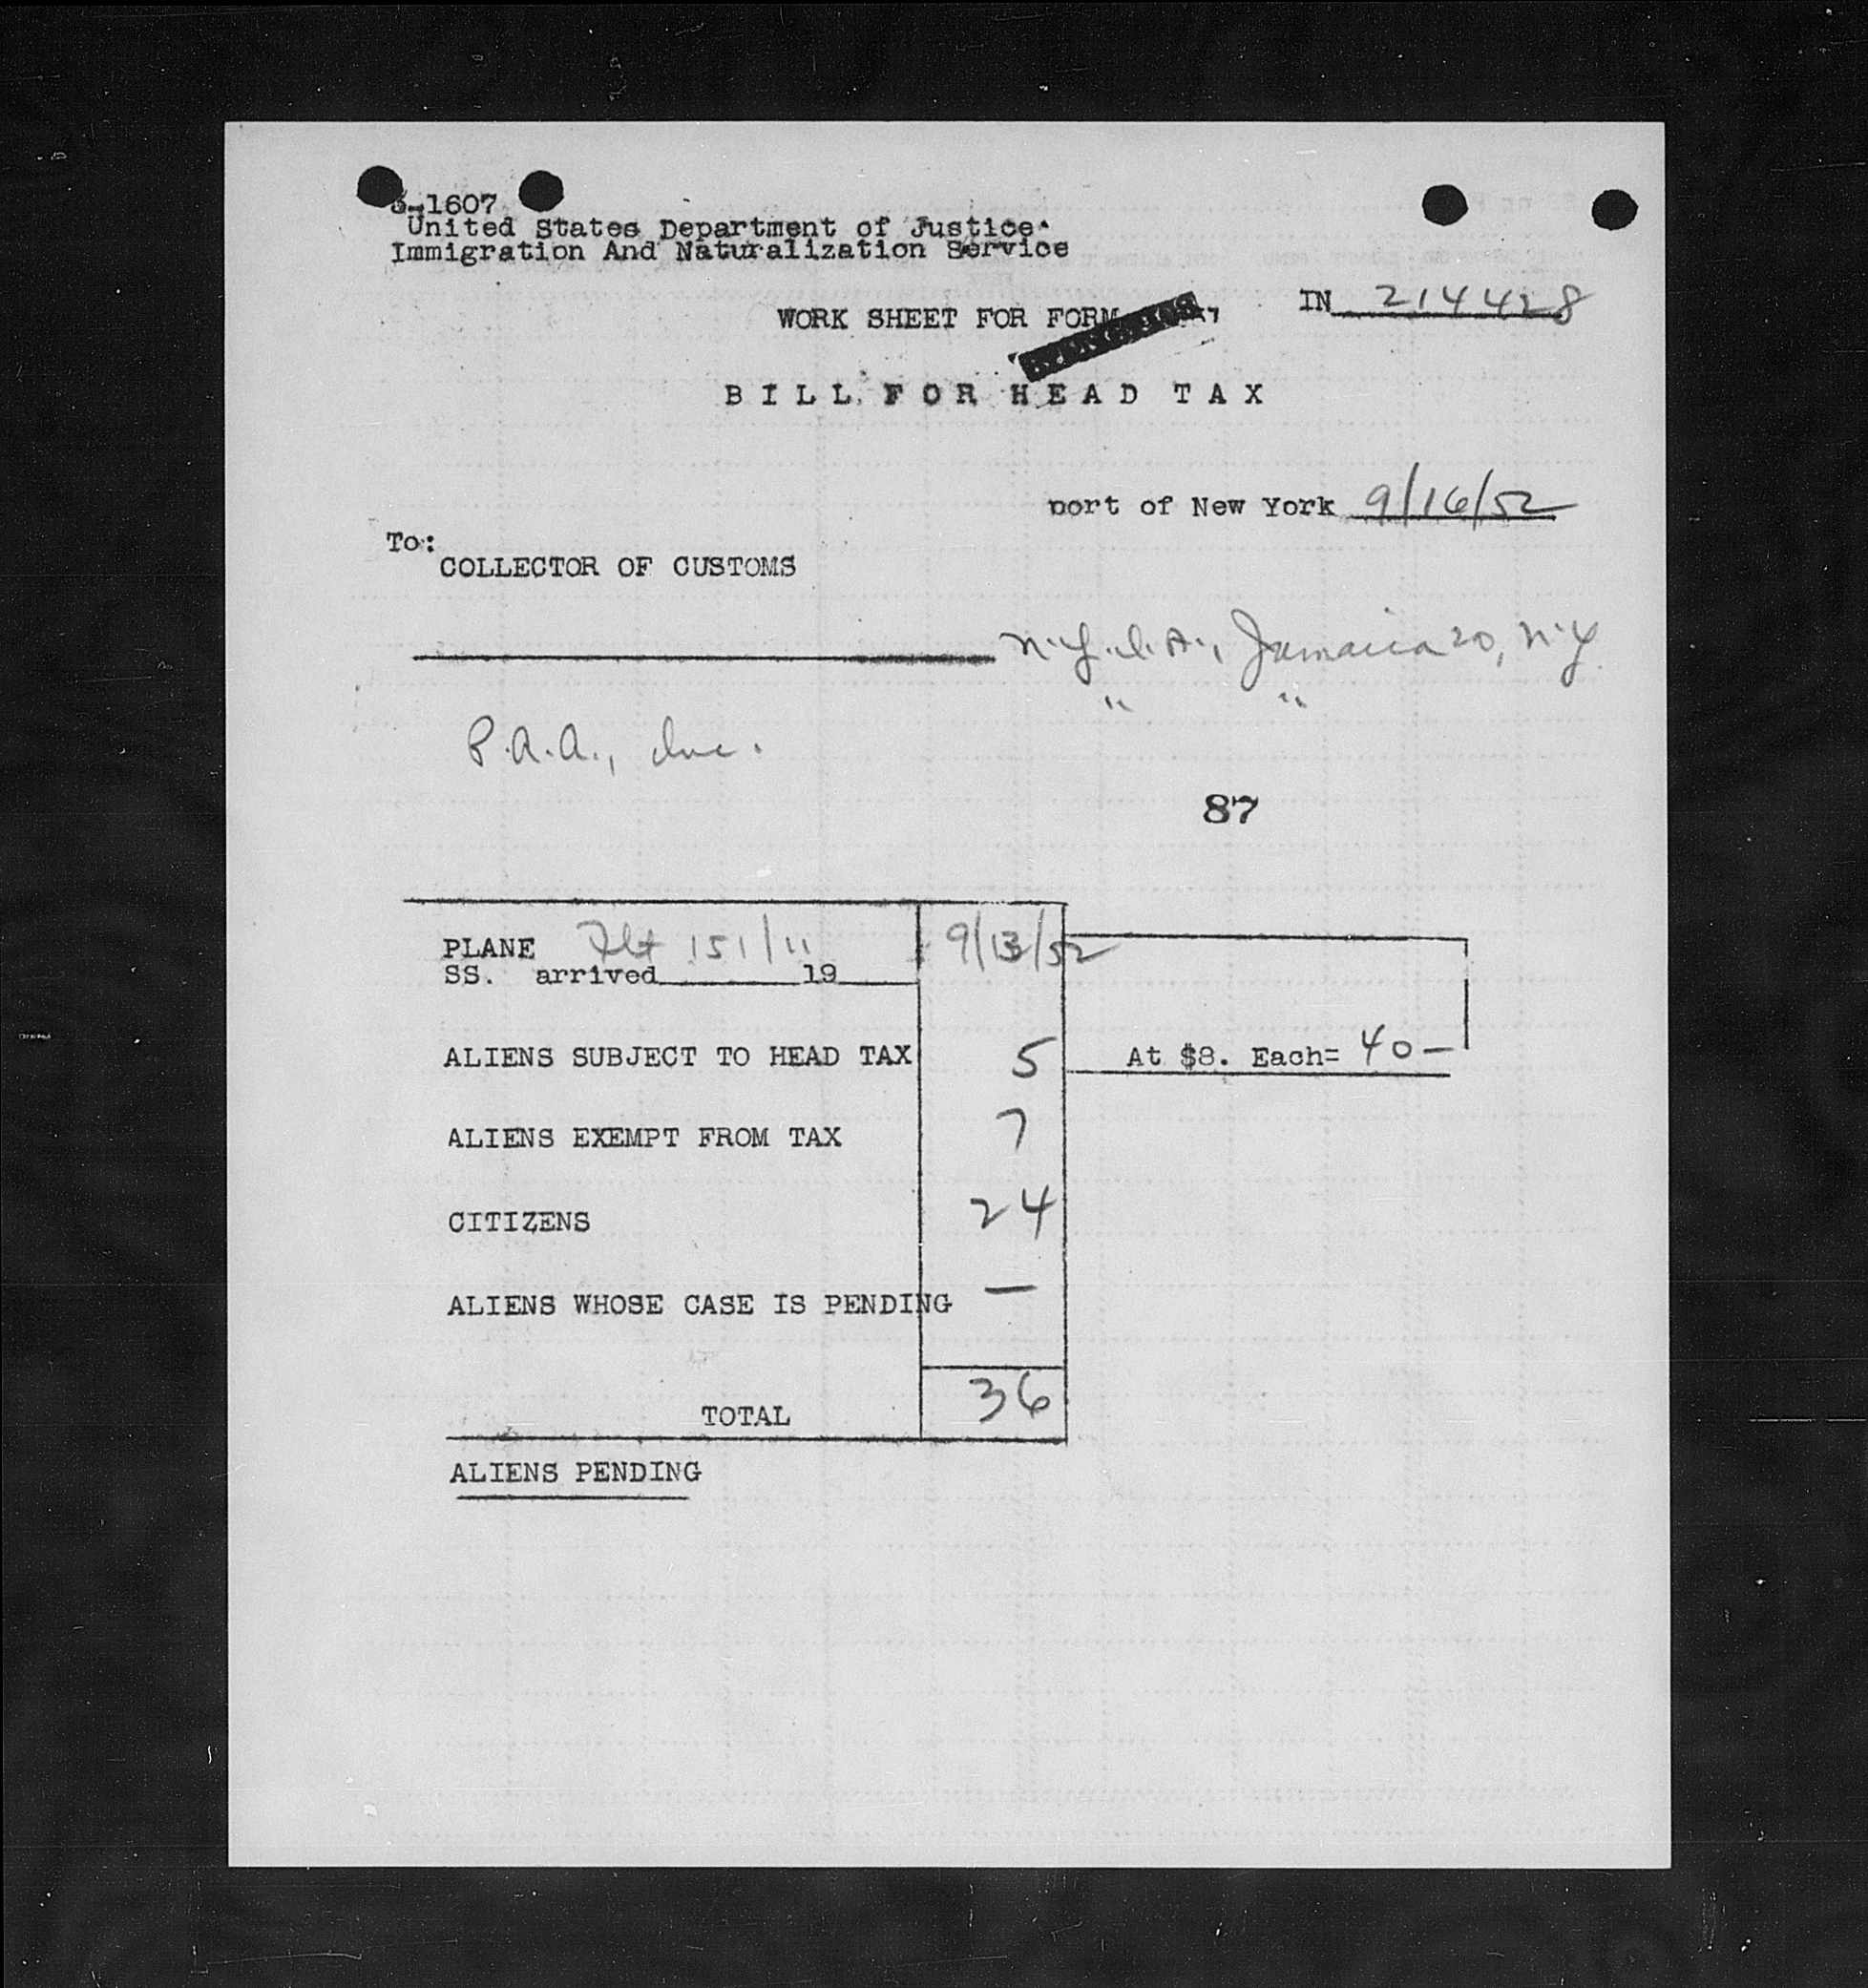 -1607
United States Department of Justice
Immigration And Naturalization Service
IN 214428
WORK SHEET FOR FORM
BILL FOR HEAD TAX
port of New York 9/16/52
To:
COLLECTOR OF CUSTOMS
N.Y.I.A., Jamaica 20, N.Y.
" "
P.A.A., Inc.
87
PLANE Flt 151/11 9/13/52
SS. arrived 19
ALIENS SUBJECT TO HEAD TAX 5 At $8. Each= 40—
ALIENS EXEMPT FROM TAX 7
CITIZENS 24
ALIENS WHOSE CASE IS PENDING —
TOTAL 36
ALIENS PENDING